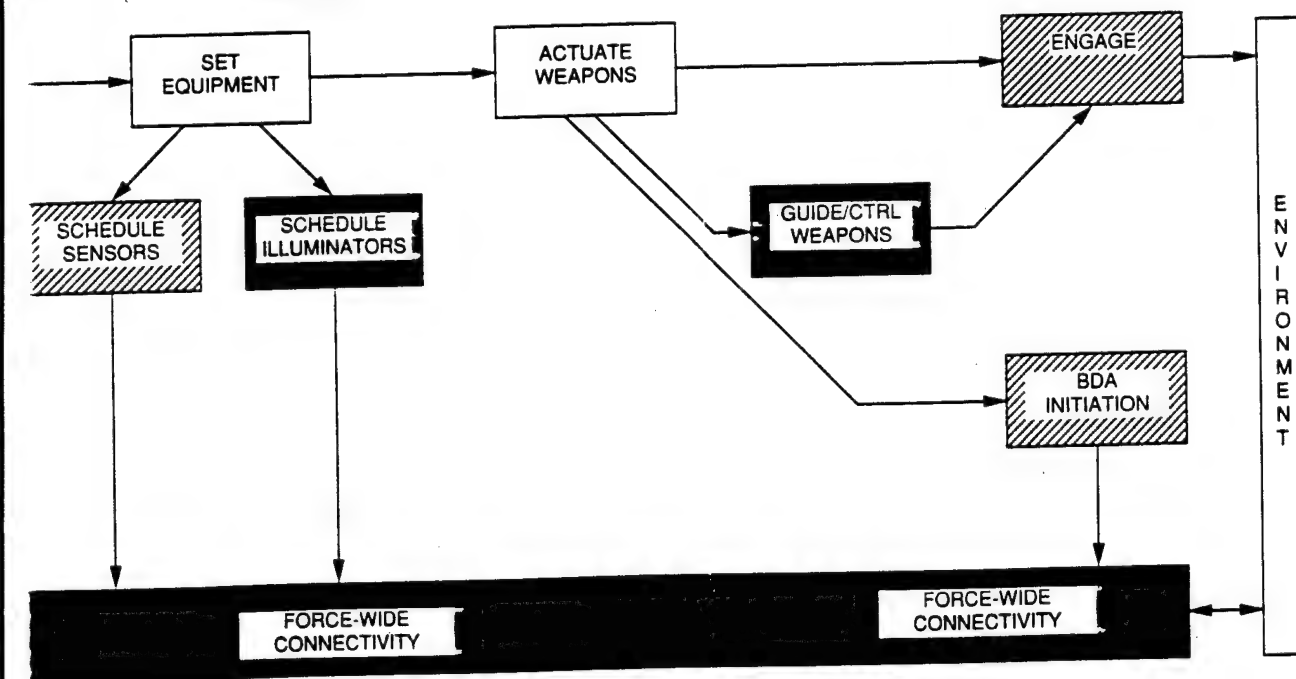 SET
EQUIPMENT
ACTUATE
WEAPONS
ENGAGE
SCHEDULE
SENSORS
SCHEDULE
ILLUMINATORS
GUIDE/CTRL
WEAPONS
BDA
INITIATION
FORCE-WIDE
CONNECTIVITY
FORCE-WIDE
CONNECTIVITY
ENVIRONMENT